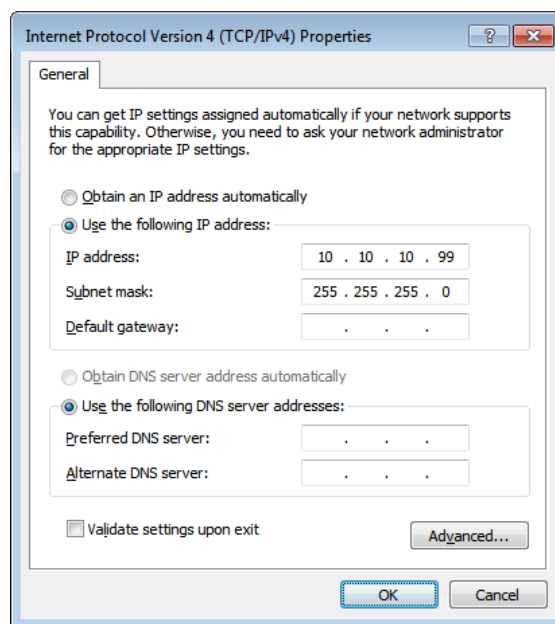 Internet Protocol Version 4 (TCP/IPv4) Properties
?
General
You can get IP settings assigned automatically if your network supports
this capability. Otherwise, you need to ask your network administrator
for the appropriate IP settings.
Obtain an IP address automatically
Use the following IP address:
IP address: 10 . 10 . 10 . 99
Subnet mask: 255 . 255 . 255 . 0
Default gateway: . . .
Obtain DNS server address automatically
Use the following DNS server addresses:
Preferred DNS server: . . .
Alternate DNS server: . . .
Validate settings upon exit
Advanced...
OK Cancel